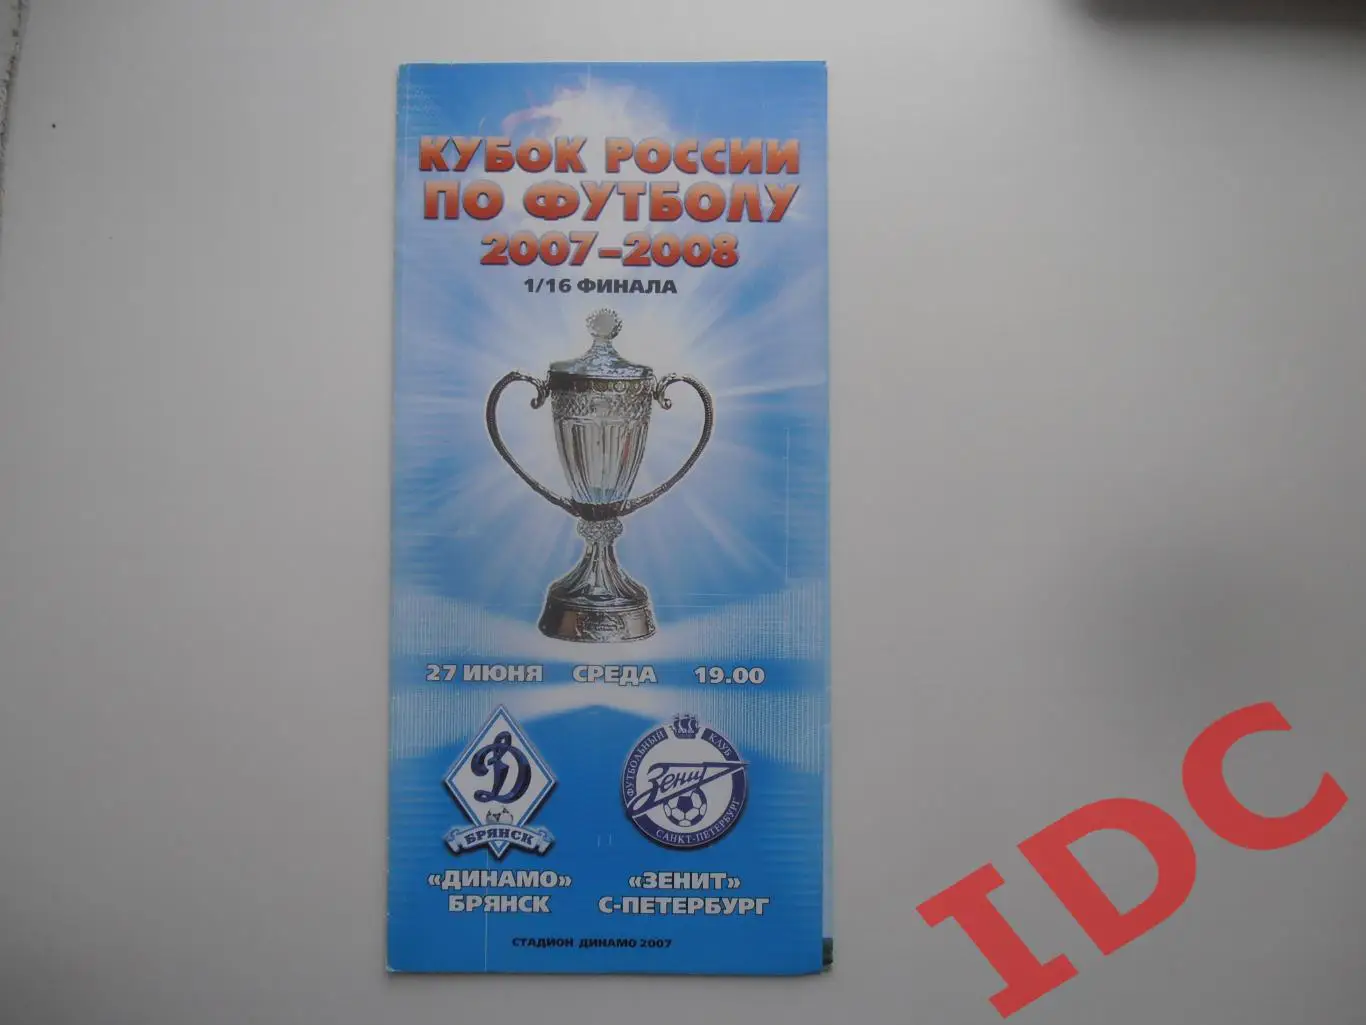 КУБОК РОССИИ
ПО ФУТБОЛУ
2007-2008
1/16 ФИНАЛА
27 ИЮНЯ СРЕДА 19.00
Д
БРЯНСК
ФУТБОЛЬНЫЙ КЛУБ
Зенит
САНКТ-ПЕТЕРБУРГ
«ДИНАМО»
БРЯНСК
«ЗЕНИТ»
С-ПЕТЕРБУРГ
СТАДИОН ДИНАМО 2007
IDC